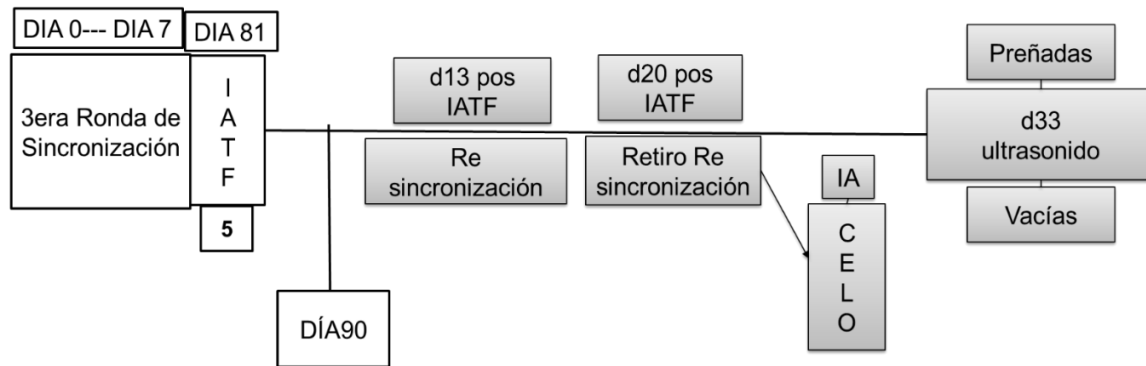 DIA 0--- DIA 7
DIA 81
3era Ronda de
Sincronización
I
A
T
F
5
DÍA90
d13 pos
IATF
Re
sincronización
d20 pos
IATF
Retiro Re
sincronización
IA
C
E
L
O
Preñadas
d33
ultrasonido
Vacías